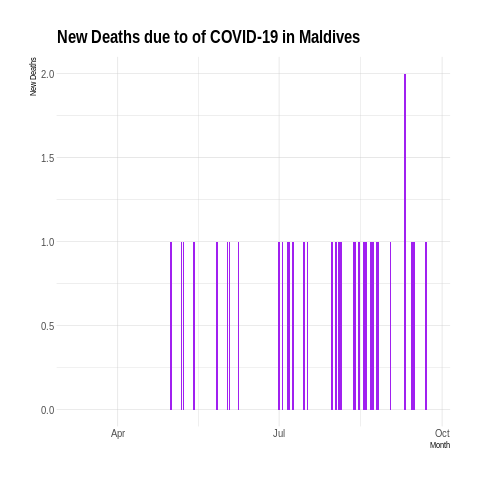 New Deaths due to of COVID-19 in Maldives
New Deaths
2.0
1.5
1.0
0.5
0.0
Apr
Jul
Oct
Month